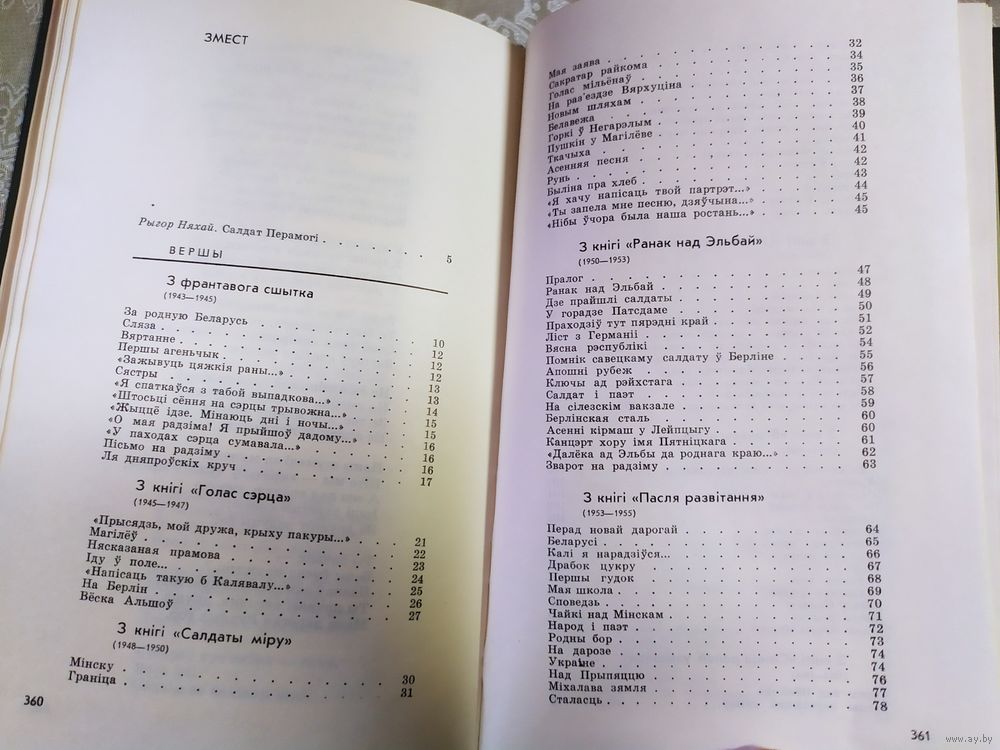 ЗМЕСТ
Рыгор Няхай. Салдат Перамогі . . . . . . . 5
ВЕРШЫ
З франтавога сшытка
(1943—1945)
За родную Беларусь . . . . . . . 10
Сляза . . . . . . . 12
Вяртанне . . . . . . . 12
Першы агеньчык . . . . . . . 12
«Зажывуць цяжкія раны...» . . . . . . . 12
Сястры . . . . . . . 13
«Я спаткаўся з табой выпадкова...» . . . . . . . 13
«Штосьці сёння на сэрцы трывожна...» . . . . . . . 14
«Жыццё ідзе. Мінаюць дні і ночы...» . . . . . . . 15
«О мая радзіма! Я прыйшоў дадому...» . . . . . . . 15
«У паходах сэрца сумавала...» . . . . . . . 16
Пісьмо на радзіму . . . . . . . 16
Ля дняпроўскіх круч . . . . . . . 17
З кнігі «Голас сэрца»
(1945—1947)
«Прысядзь, мой дружа, крыху пакуры...» . . . . . . . 21
Магілёў . . . . . . . 22
Нясказаная прамова . . . . . . . 23
Іду ў поле... . . . . . . . 24
«Напісаць такую б Калявалу...» . . . . . . . 25
На Берлін . . . . . . . 26
Вёска Альшоў . . . . . . . 27
З кнігі «Салдаты міру»
(1948—1950)
Мінску . . . . . . . 30
Граніца . . . . . . . 31
360
Мая заява . . . . . . . 32
Сакратар райкома . . . . . . . 34
Голас мільёнаў . . . . . . . 35
На раз'ездзе Вярхуціна . . . . . . . 36
Новым шляхам . . . . . . . 37
Белавежа . . . . . . . 38
Горкі ў Негарэлым . . . . . . . 39
Пушкін у Магілёве . . . . . . . 40
Ткачыха . . . . . . . 41
Асенняя песня . . . . . . . 42
Рунь . . . . . . . 42
Быліна пра хлеб . . . . . . . 43
«Я хачу напісаць твой партрэт...» . . . . . . . 44
«Ты запела мне песню, дзяўчына...» . . . . . . . 45
«Нібы ўчора была наша ростань...» . . . . . . . 45
З кнігі «Ранак над Эльбай»
(1950—1953)
Пралог . . . . . . . 47
Ранак над Эльбай . . . . . . . 48
Дзе прайшлі салдаты . . . . . . . 49
У горадзе Патсдаме . . . . . . . 50
Праходзіў тут пярэдні край . . . . . . . 51
Ліст з Германіі . . . . . . . 52
Вясна рэспублікі . . . . . . . 54
Помнік савецкаму салдату ў Берліне . . . . . . . 55
Апошні рубеж . . . . . . . 56
Ключы ад рэйхстага . . . . . . . 57
Салдат і паэт . . . . . . . 58
На сілезскім вакзале . . . . . . . 59
Берлінская сталь . . . . . . . 60
Асенні кірмаш у Лейпцыгу . . . . . . . 60
Канцэрт хору імя Пятніцкага . . . . . . . 61
«Далёка ад Эльбы да роднага краю...» . . . . . . . 62
Зварот на радзіму . . . . . . . 63
З кнігі «Пасля развітання»
(1953—1955)
Перад новай дарогай . . . . . . . 64
Беларусі . . . . . . . 65
Калі я нарадзіўся... . . . . . . . 66
Драбок цукру . . . . . . . 67
Першы гудок . . . . . . . 68
Мая школа . . . . . . . 69
Споведзь . . . . . . . 70
Чайкі над Мінскам . . . . . . . 71
Народ і паэт . . . . . . . 72
Родны бор . . . . . . . 73
На дарозе . . . . . . . 74
Украіне . . . . . . . 74
Над Прыпяццю . . . . . . . 76
Міхалава зямля . . . . . . . 77
Сталасць . . . . . . . 78
361
www.ay.by